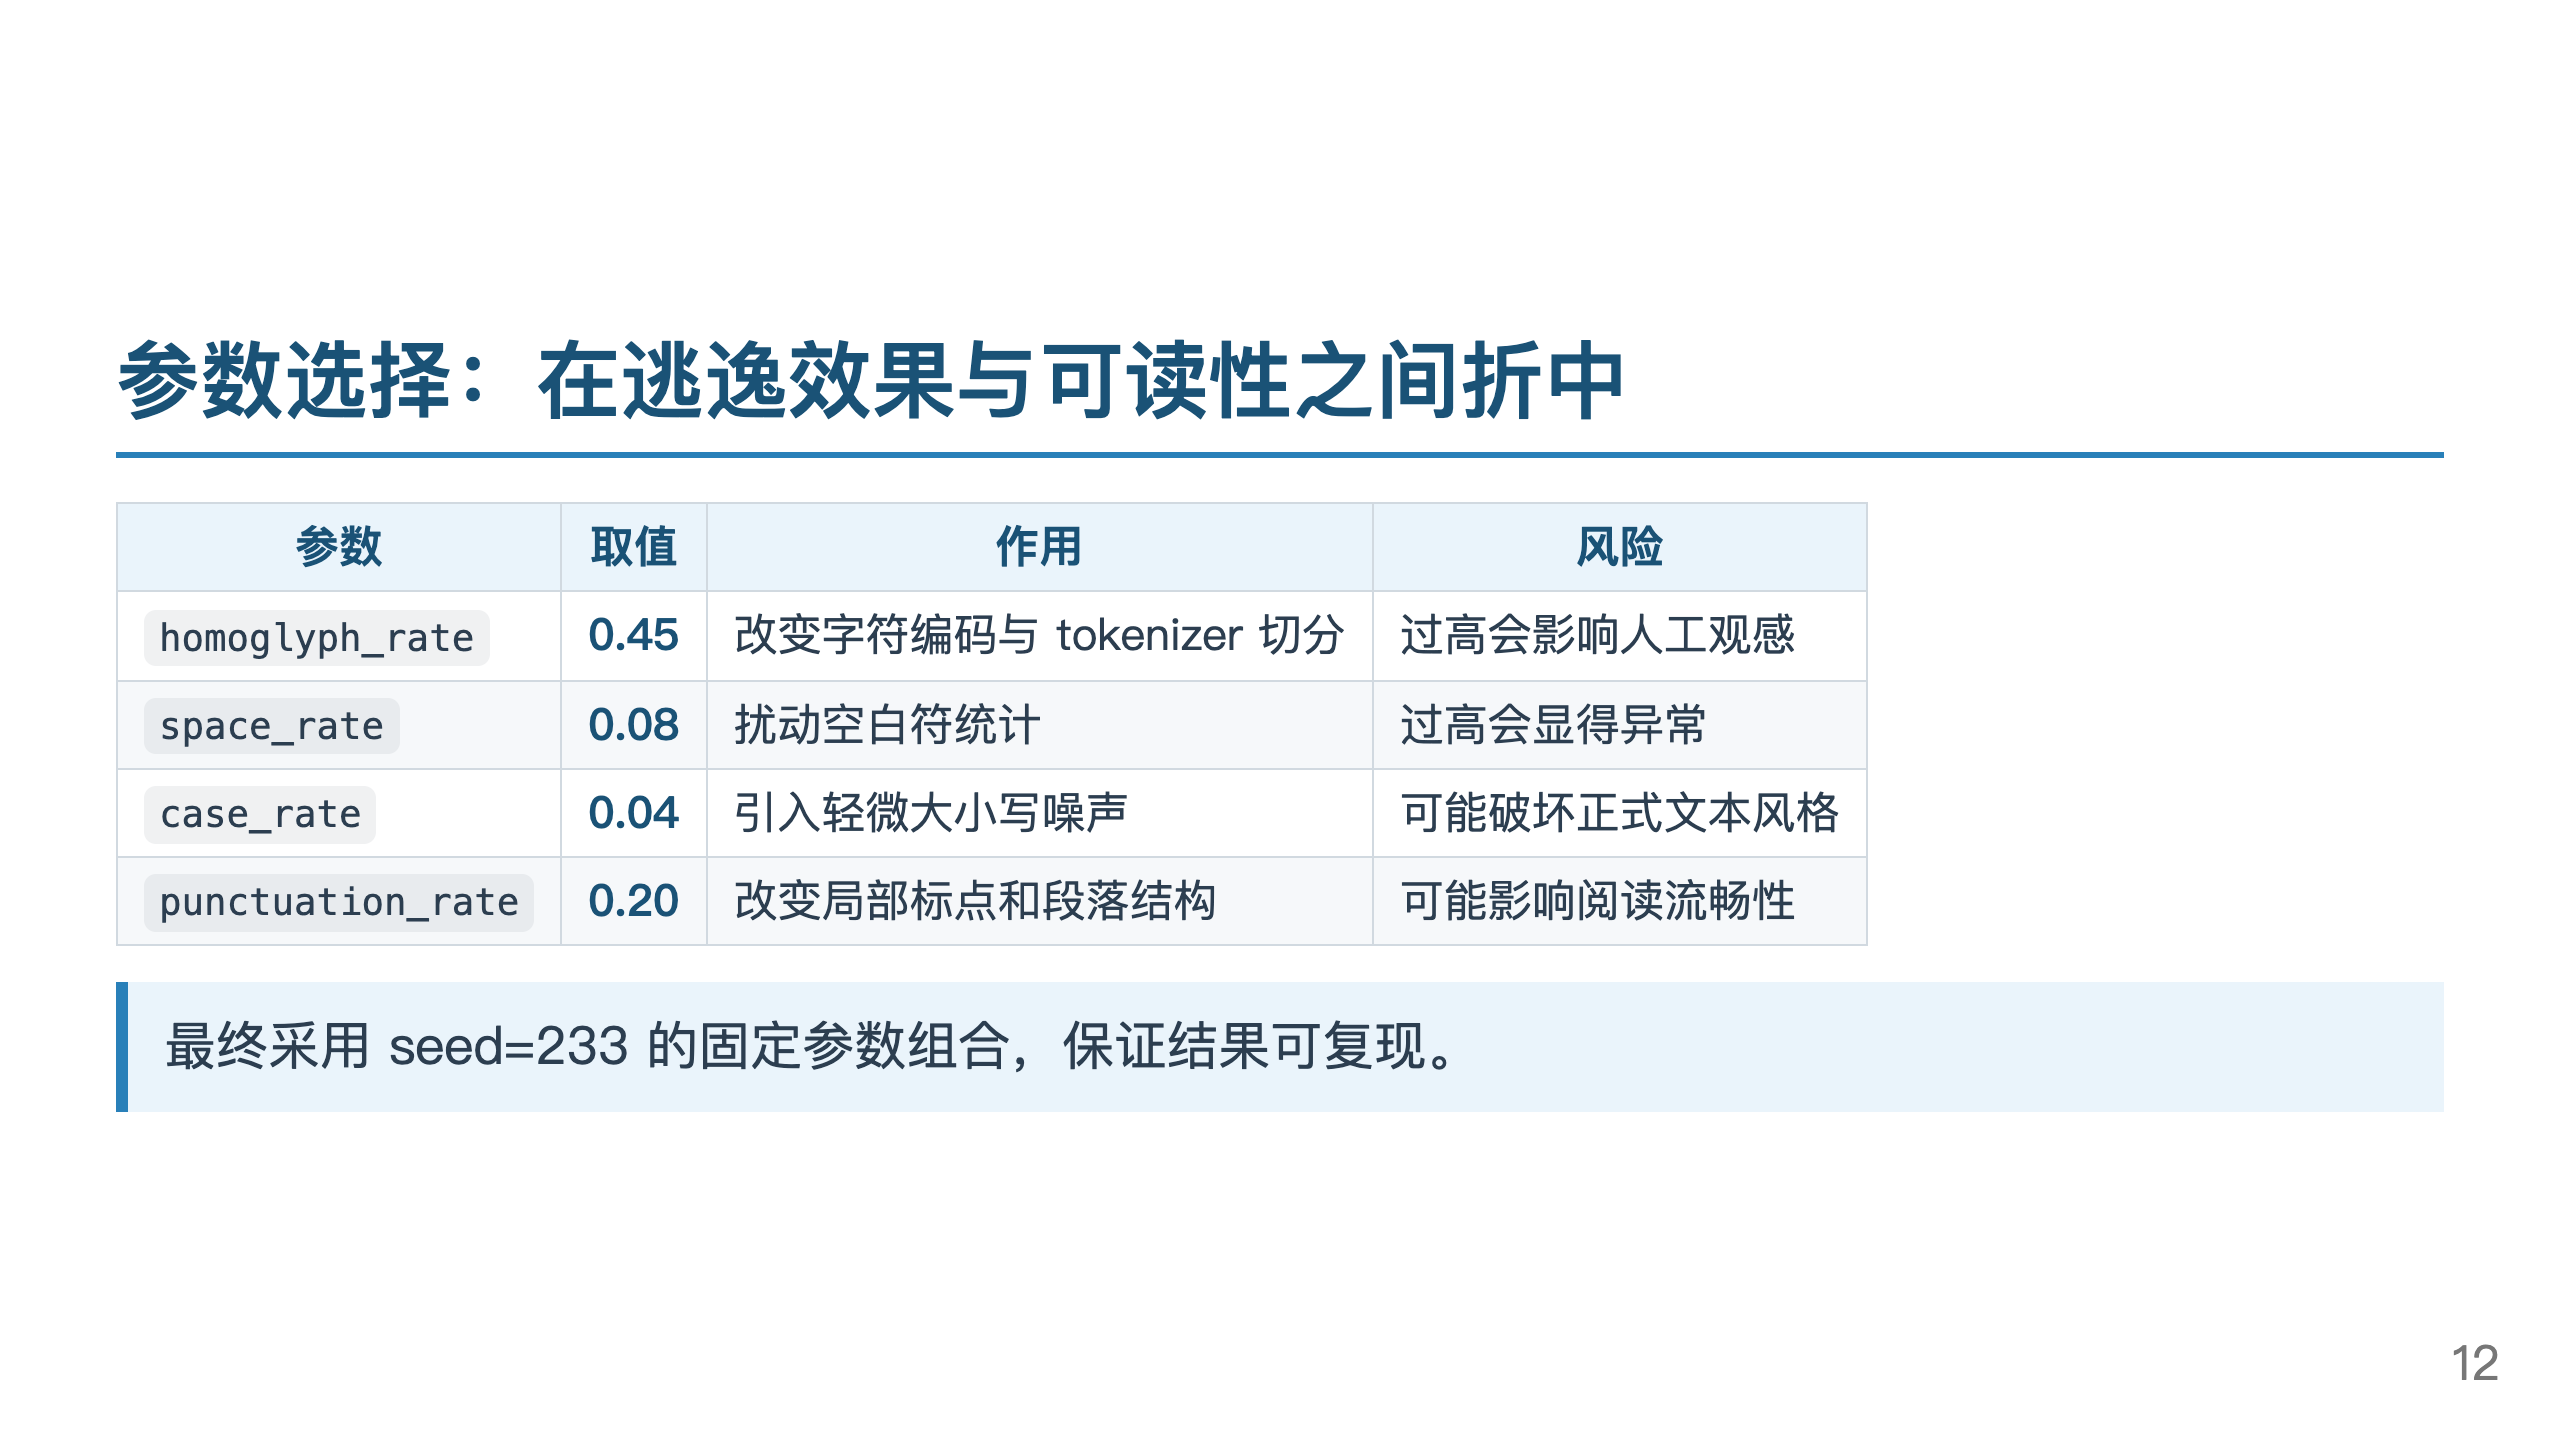 参数选择：在逃逸效果与可读性之间折中
参数 取值 作用 风险
homoglyph_rate 0.45 改变字符编码与 tokenizer 切分 过高会影响人工观感
space_rate 0.08 扰动空白符统计 过高会显得异常
case_rate 0.04 引入轻微大小写噪声 可能破坏正式文本风格
punctuation_rate 0.20 改变局部标点和段落结构 可能影响阅读流畅性
最终采用 seed=233 的固定参数组合，保证结果可复现。
12